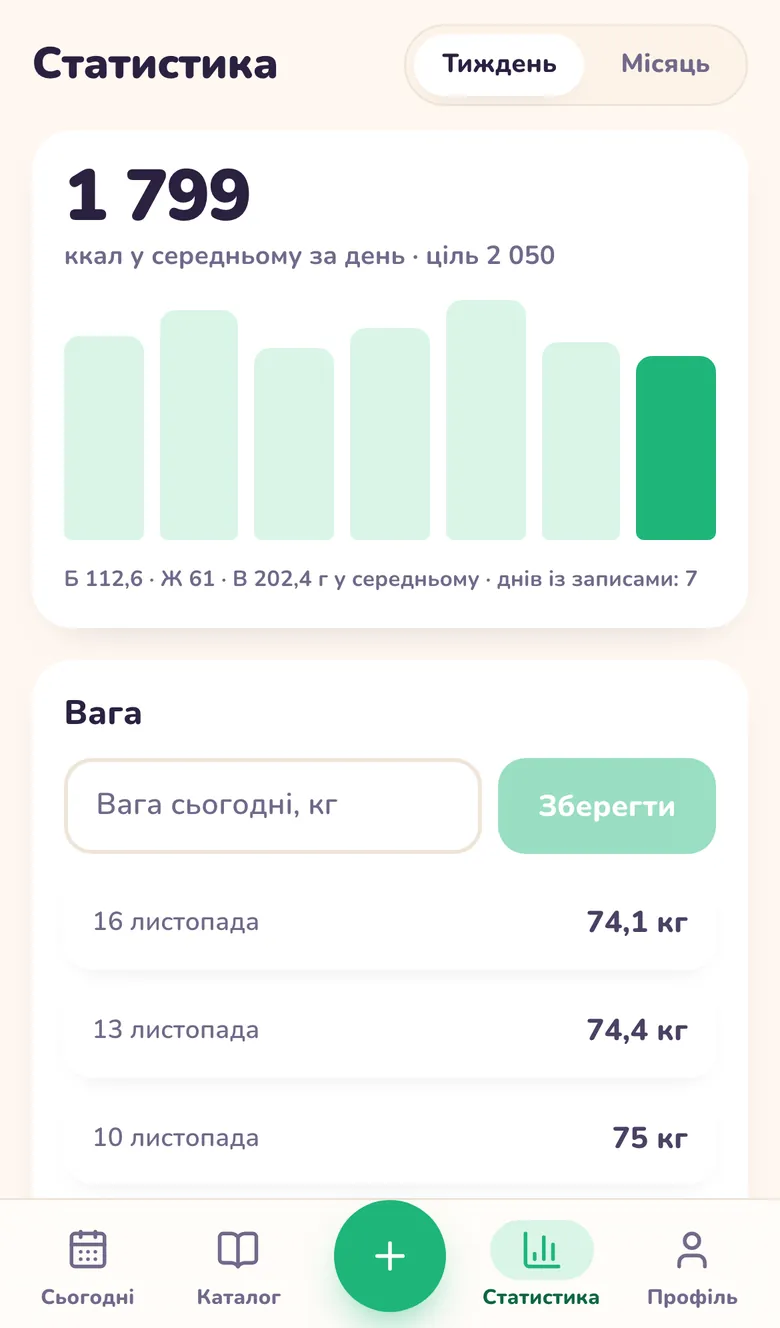 Статистика
Тиждень
Місяць
1 799
ккал у середньому за день · ціль 2 050
Б 112,6 · Ж 61 · В 202,4 г у середньому · днів із записами: 7
Вага
Вага сьогодні, кг
Зберегти
16 листопада 74,1 кг
13 листопада 74,4 кг
10 листопада 75 кг
Сьогодні
Каталог
Статистика
Профіль